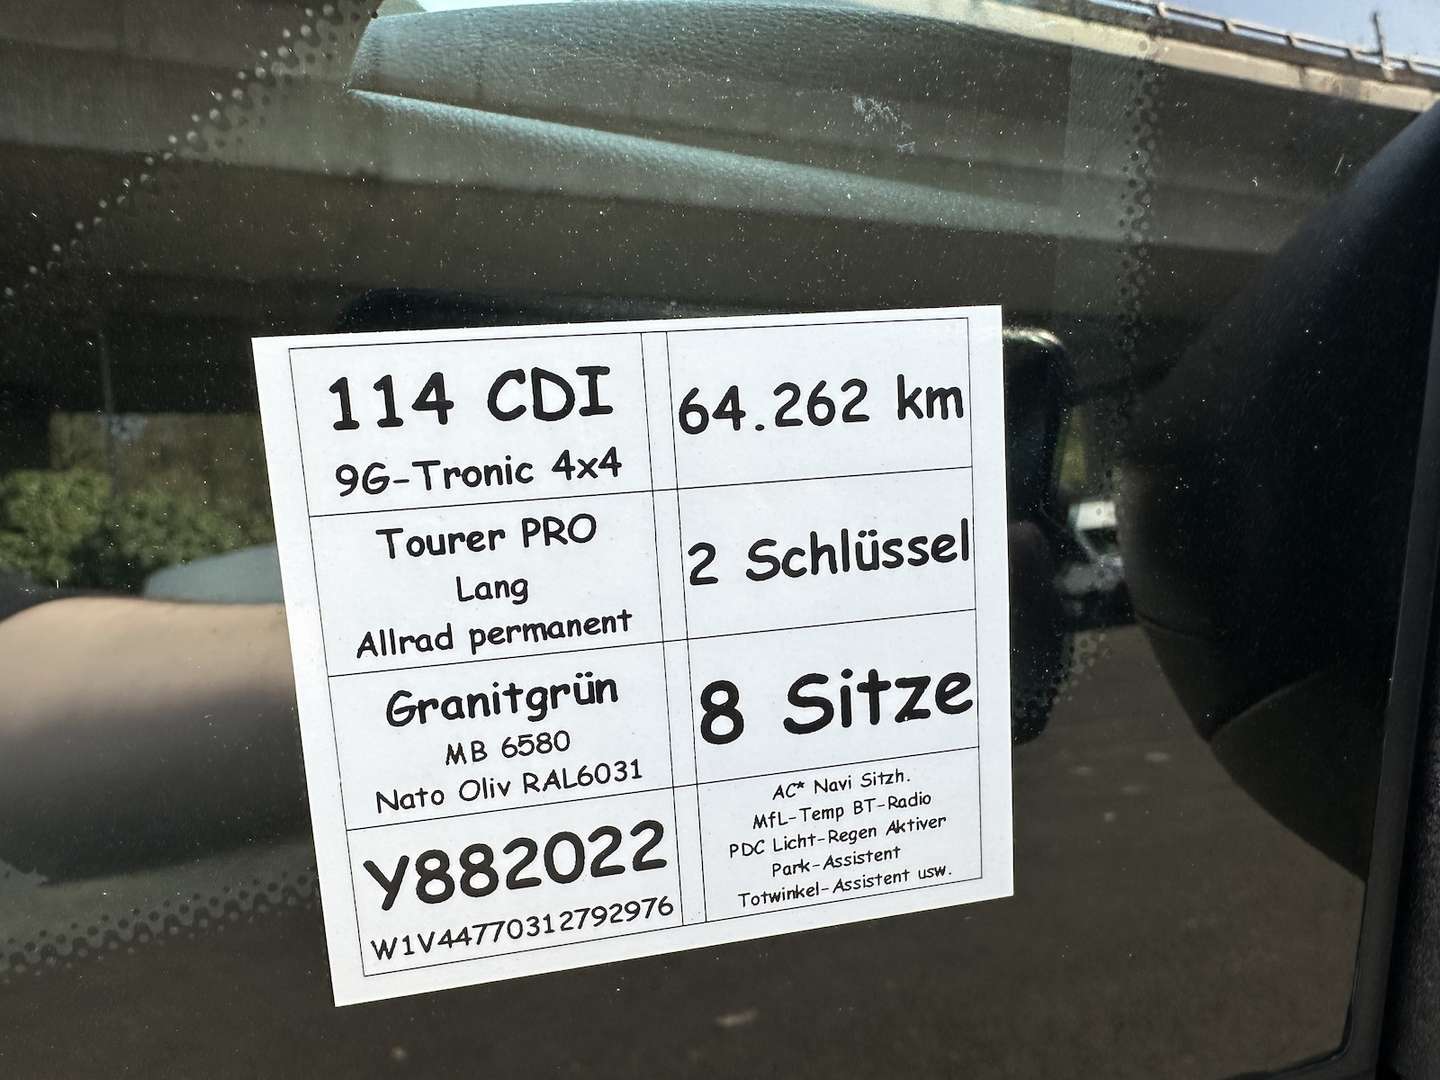 114 CDI
9G-Tronic 4x4
Tourer PRO
Lang
Allrad permanent
Granitgrün
MB 6580
Nato Oliv RAL6031
Y882022
W1V44770312792976
64.262 km
2 Schlüssel
8 Sitze
AC* Navi Sitzh.
MfL-Temp BT-Radio
PDC Licht-Regen Aktiver
Park-Assistent
Totwinkel-Assistent usw.